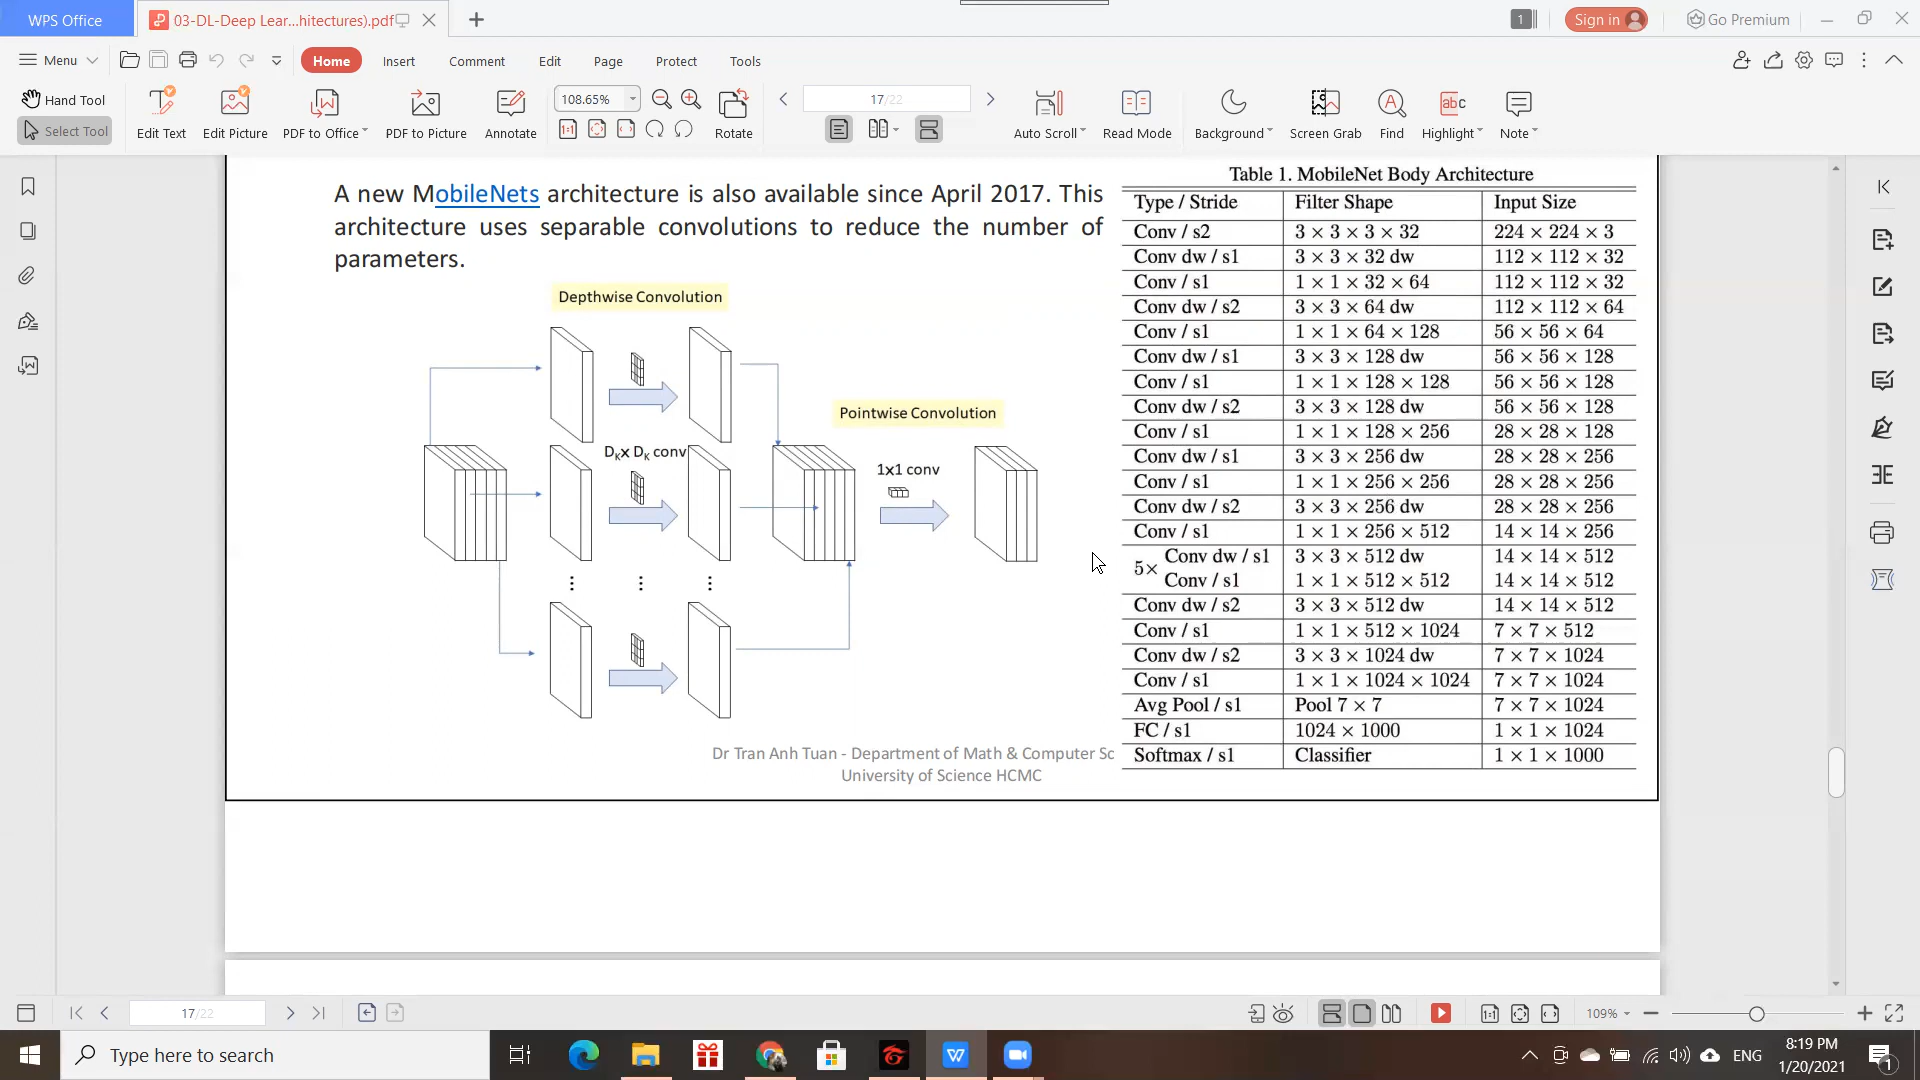 WPS Office
03-DL-Deep Lear...hitectures).pdf
1
Sign in
Go Premium
Menu
Home
Insert
Comment
Edit
Page
Protect
Tools
Hand Tool
Select Tool
Edit Text
Edit Picture
PDF to Office
PDF to Picture
Annotate
108.65%
Rotate
17/22
Auto Scroll
Read Mode
Background
Screen Grab
Find
Highlight
Note
A new MobileNets architecture is also available since April 2017. This
architecture uses separable convolutions to reduce the number of
parameters.
Depthwise Convolution
DKx DK conv
Pointwise Convolution
1x1 conv
Dr Tran Anh Tuan - Department of Math & Computer Sc
University of Science HCMC
Table 1. MobileNet Body Architecture
Type / Stride Filter Shape Input Size
Conv / s2 3 × 3 × 3 × 32 224 × 224 × 3
Conv dw / s1 3 × 3 × 32 dw 112 × 112 × 32
Conv / s1 1 × 1 × 32 × 64 112 × 112 × 32
Conv dw / s2 3 × 3 × 64 dw 112 × 112 × 64
Conv / s1 1 × 1 × 64 × 128 56 × 56 × 64
Conv dw / s1 3 × 3 × 128 dw 56 × 56 × 128
Conv / s1 1 × 1 × 128 × 128 56 × 56 × 128
Conv dw / s2 3 × 3 × 128 dw 56 × 56 × 128
Conv / s1 1 × 1 × 128 × 256 28 × 28 × 128
Conv dw / s1 3 × 3 × 256 dw 28 × 28 × 256
Conv / s1 1 × 1 × 256 × 256 28 × 28 × 256
Conv dw / s2 3 × 3 × 256 dw 28 × 28 × 256
Conv / s1 1 × 1 × 256 × 512 14 × 14 × 256
5× Conv dw / s1 3 × 3 × 512 dw 14 × 14 × 512
Conv / s1 1 × 1 × 512 × 512 14 × 14 × 512
Conv dw / s2 3 × 3 × 512 dw 14 × 14 × 512
Conv / s1 1 × 1 × 512 × 1024 7 × 7 × 512
Conv dw / s2 3 × 3 × 1024 dw 7 × 7 × 1024
Conv / s1 1 × 1 × 1024 × 1024 7 × 7 × 1024
Avg Pool / s1 Pool 7 × 7 7 × 7 × 1024
FC / s1 1024 × 1000 1 × 1 × 1024
Softmax / s1 Classifier 1 × 1 × 1000
17/22
109%
Type here to search
ENG
8:19 PM
1/20/2021
1